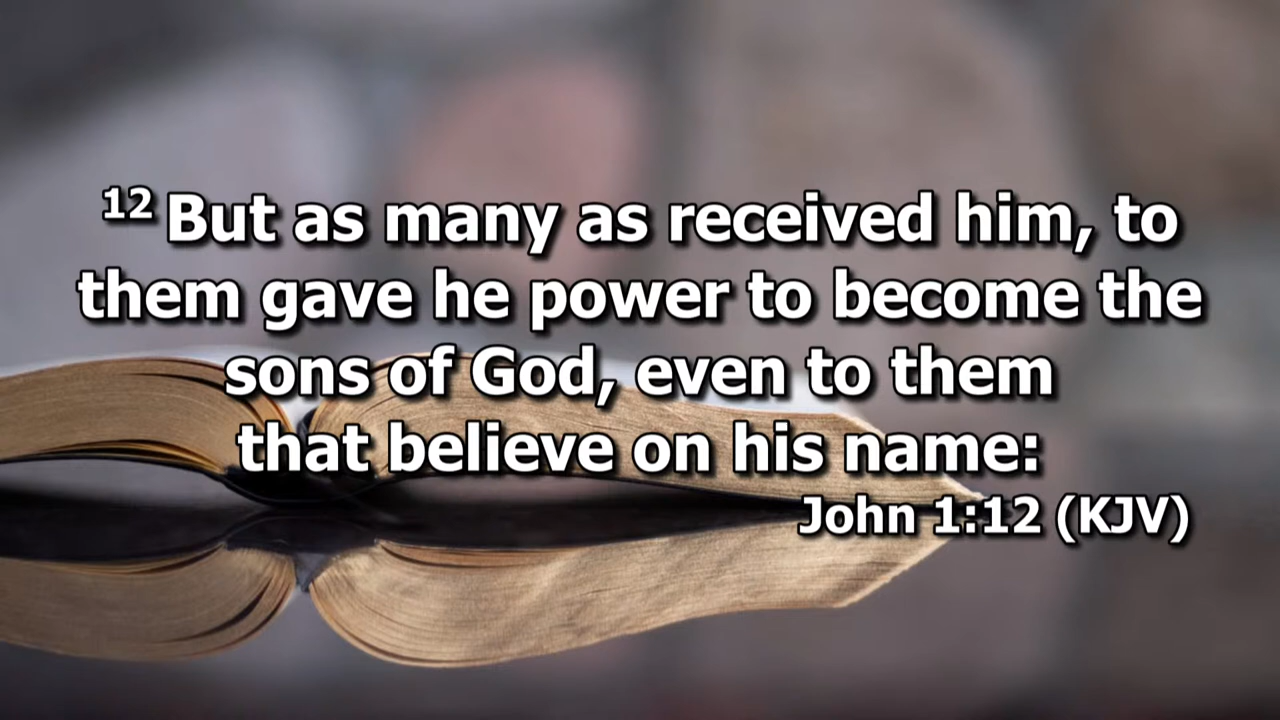 12 But as many as received him, to
them gave he power to become the
sons of God, even to them
that believe on his name:
John 1:12 (KJV)